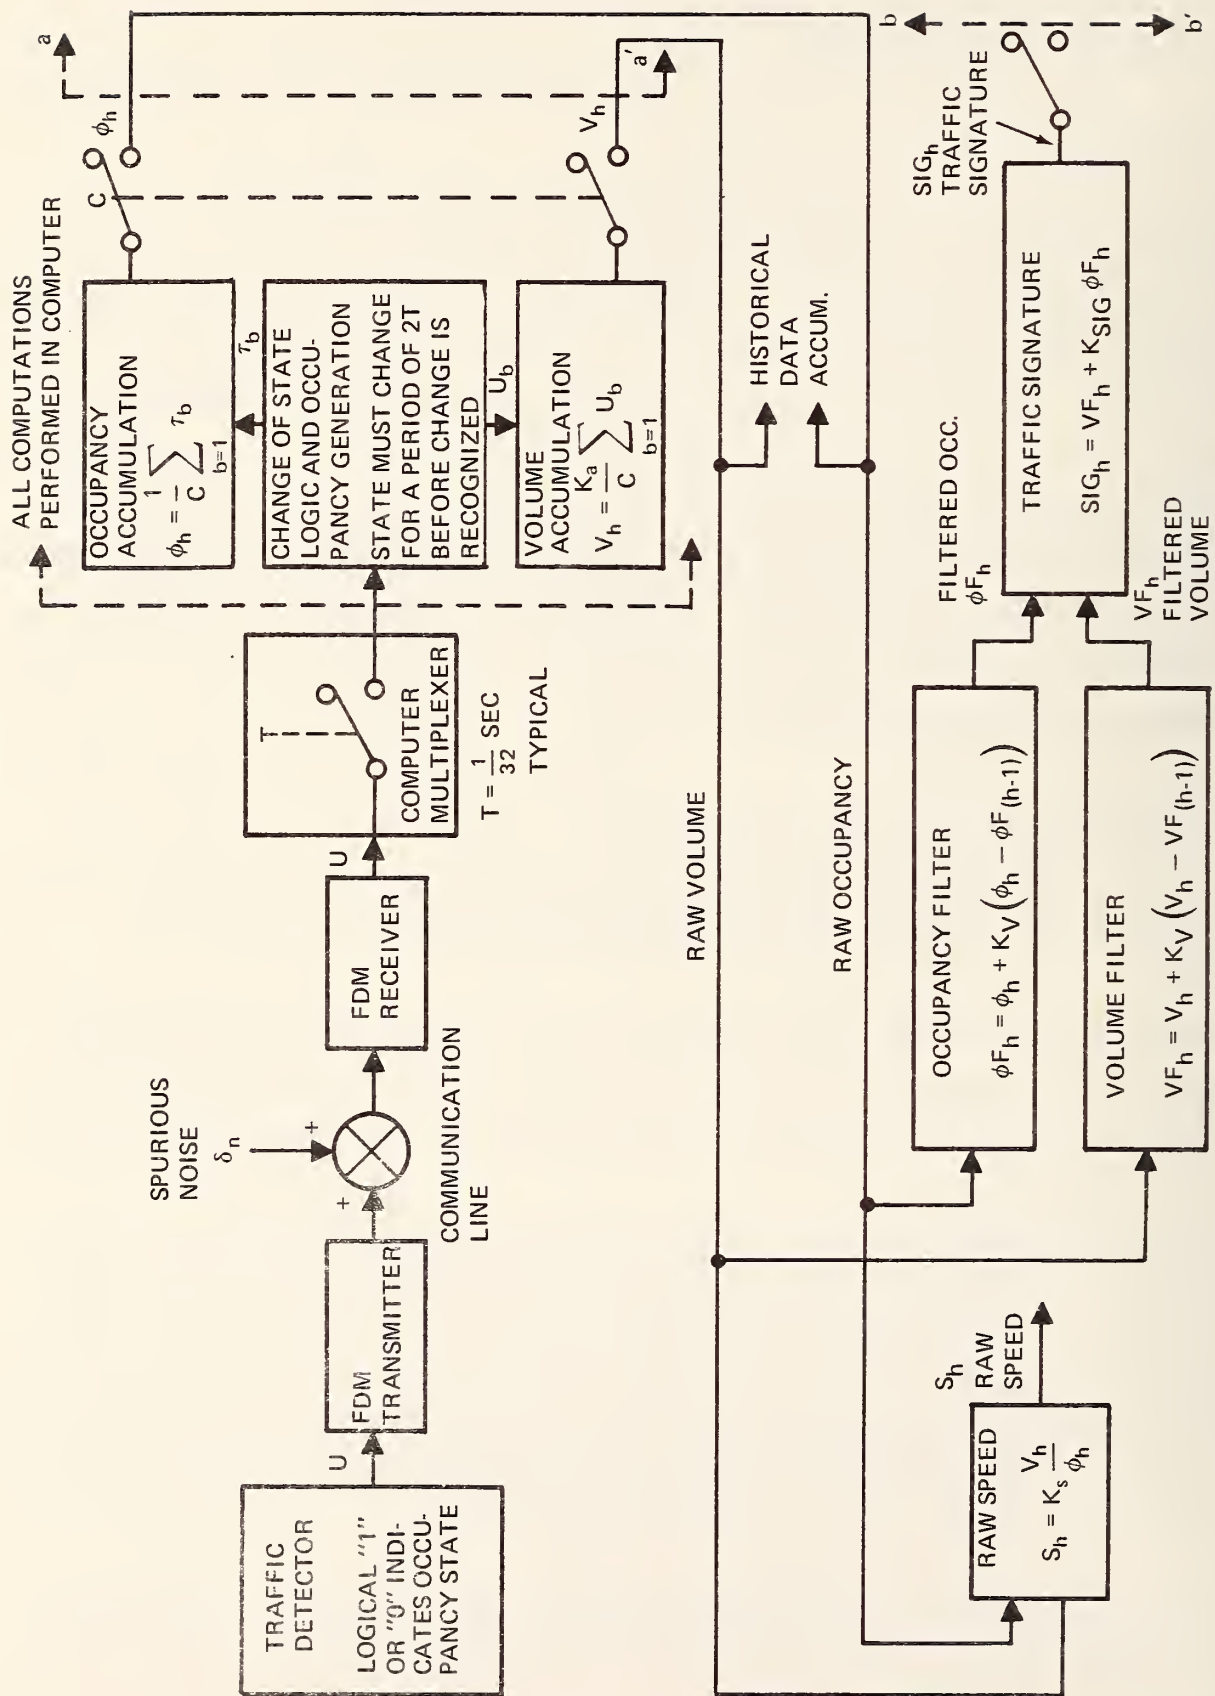 TRAFFIC
DETECTOR
LOGICAL "1"
OR "0" INDI-
CATES OCCU-
PANCY STATE
U
FDM
TRANSMITTER
SPURIOUS
NOISE
δn
+
+
COMMUNICATION
LINE
FDM
RECEIVER
U
T
COMPUTER
MULTIPLEXER
T = 1/32 SEC
TYPICAL
ALL COMPUTATIONS
PERFORMED IN COMPUTER
OCCUPANCY
ACCUMULATION
ϕh = 1/C ∑ b=1 τb
τb
CHANGE OF STATE
LOGIC AND OCCU-
PANCY GENERATION
STATE MUST CHANGE
FOR A PERIOD OF 2T
BEFORE CHANGE IS
RECOGNIZED
Ub
VOLUME
ACCUMULATION
Vh = Ka/C ∑ b=1 Ub
C
ϕh
Vh
a
a'
RAW VOLUME
HISTORICAL
DATA
ACCUM.
RAW OCCUPANCY
RAW SPEED
Sh = Ks Vh/ϕh
Sh
RAW
SPEED
OCCUPANCY FILTER
ϕFh = ϕh + KV (ϕh − ϕF(h-1))
VOLUME FILTER
VFh = Vh + KV (Vh − VF(h-1))
FILTERED OCC.
ϕFh
VFh
FILTERED
VOLUME
TRAFFIC SIGNATURE
SIGh = VFh + KSIG ϕFh
SIGh
TRAFFIC
SIGNATURE
b
b'